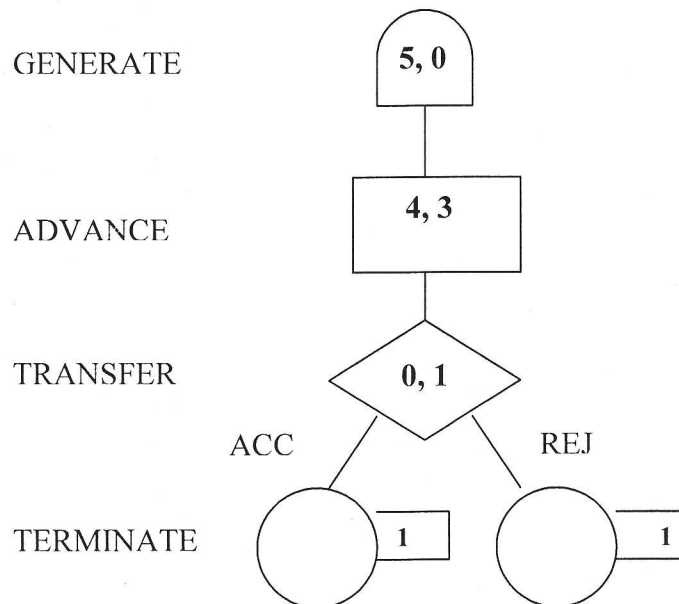 GENERATE 5, 0
ADVANCE 4, 3
TRANSFER 0, 1
ACC REJ
TERMINATE 1 1